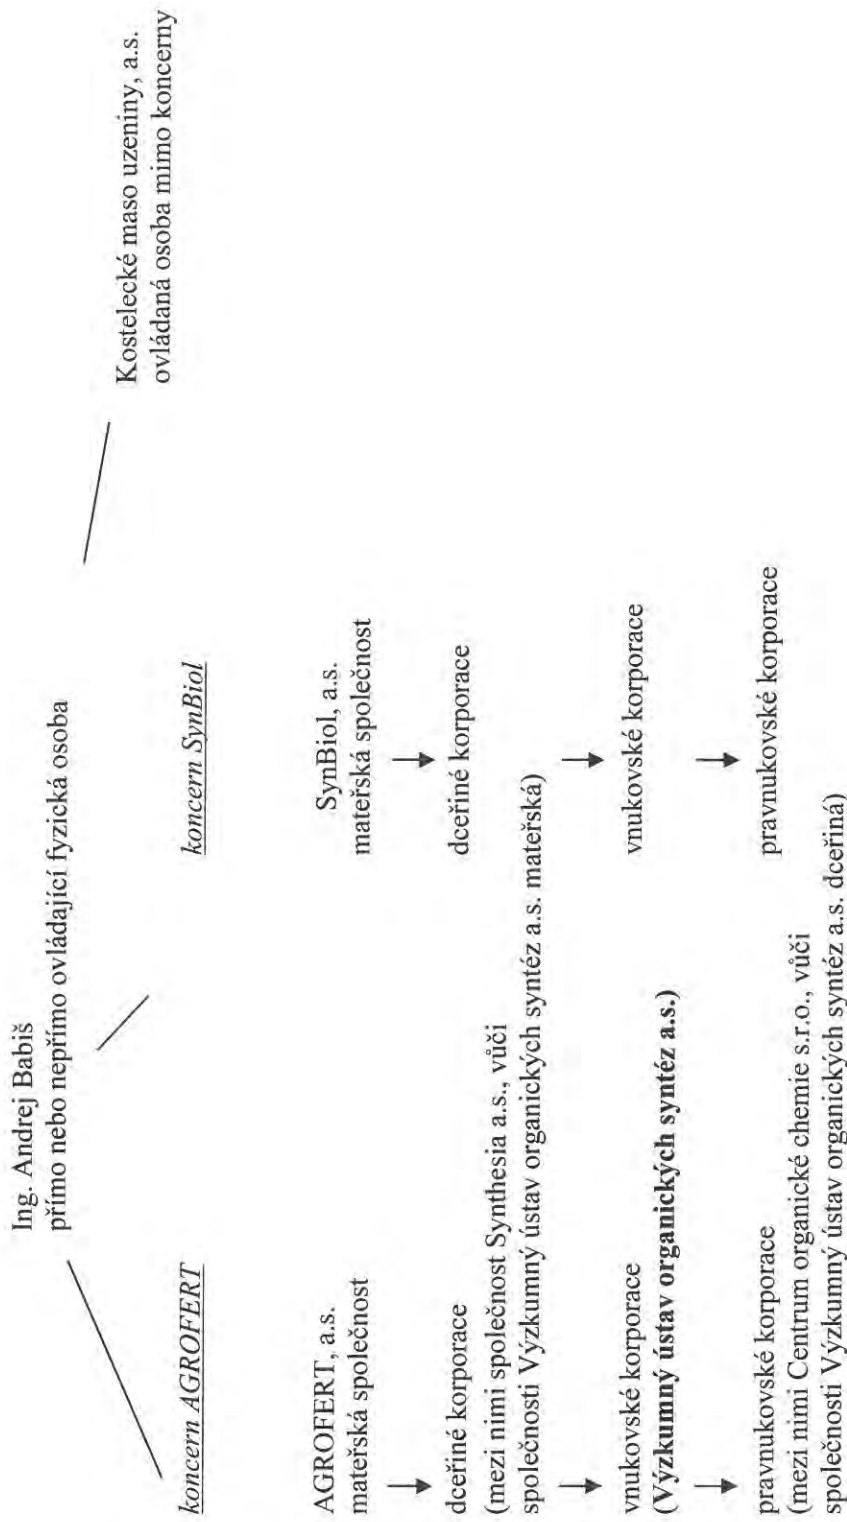 Ing. Andrej Babiš
přímo nebo nepřímo ovládající fyzická osoba
koncern AGROFERT
koncern SynBiol
Kostelecké maso uzeniny, a.s.
ovládaná osoba mimo koncerny
AGROFERT, a.s.
mateřská společnost
SynBiol, a.s.
mateřská společnost
dceřiné korporace
(mezi nimi společnost Synthesia a.s., vůči
společnosti Výzkumný ústav organických syntéz a.s. mateřská)
dceřiné korporace
vnukovské korporace
(Výzkumný ústav organických syntéz a.s.)
vnukovské korporace
pravnukovské korporace
(mezi nimi Centrum organické chemie s.r.o., vůči
společnosti Výzkumný ústav organických syntéz a.s. dceřiná)
pravnukovské korporace